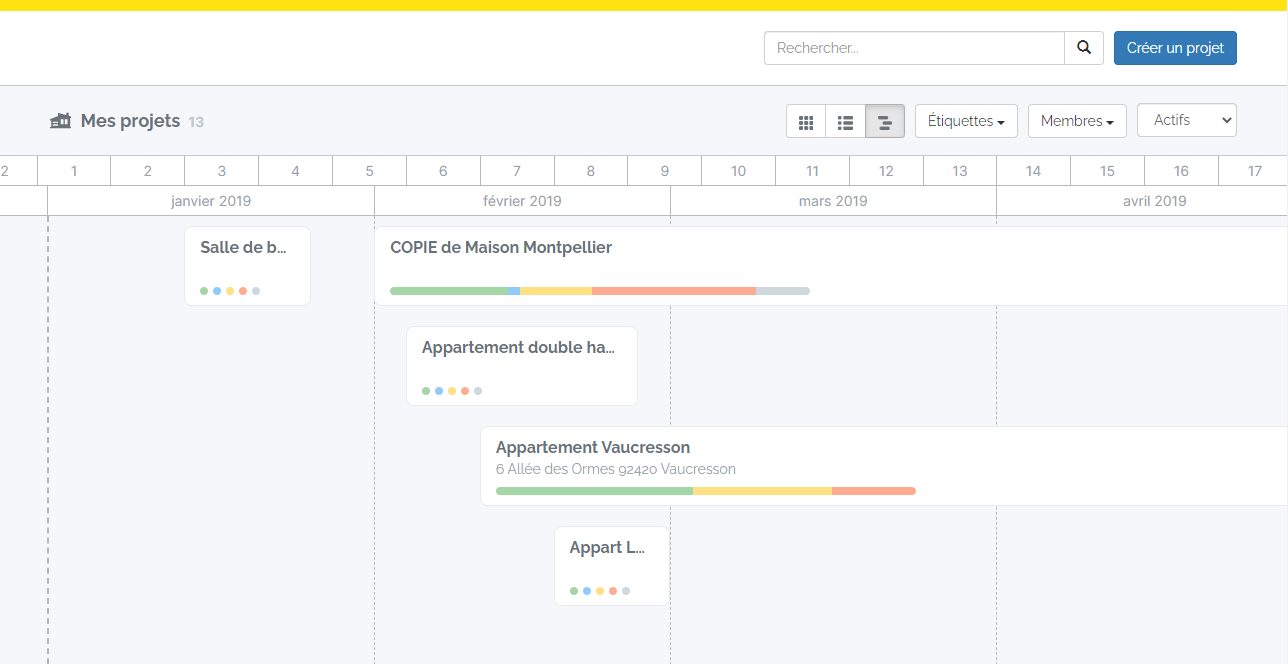 Rechercher...
Créer un projet
Mes projets 13
Étiquettes
Membres
Actifs
2 1 2 3 4 5 6 7 8 9 10 11 12 13 14 15 16 17
janvier 2019 février 2019 mars 2019 avril 2019
Salle de b...
COPIE de Maison Montpellier
Appartement double ha...
Appartement Vaucresson
6 Allée des Ormes 92420 Vaucresson
Appart L...